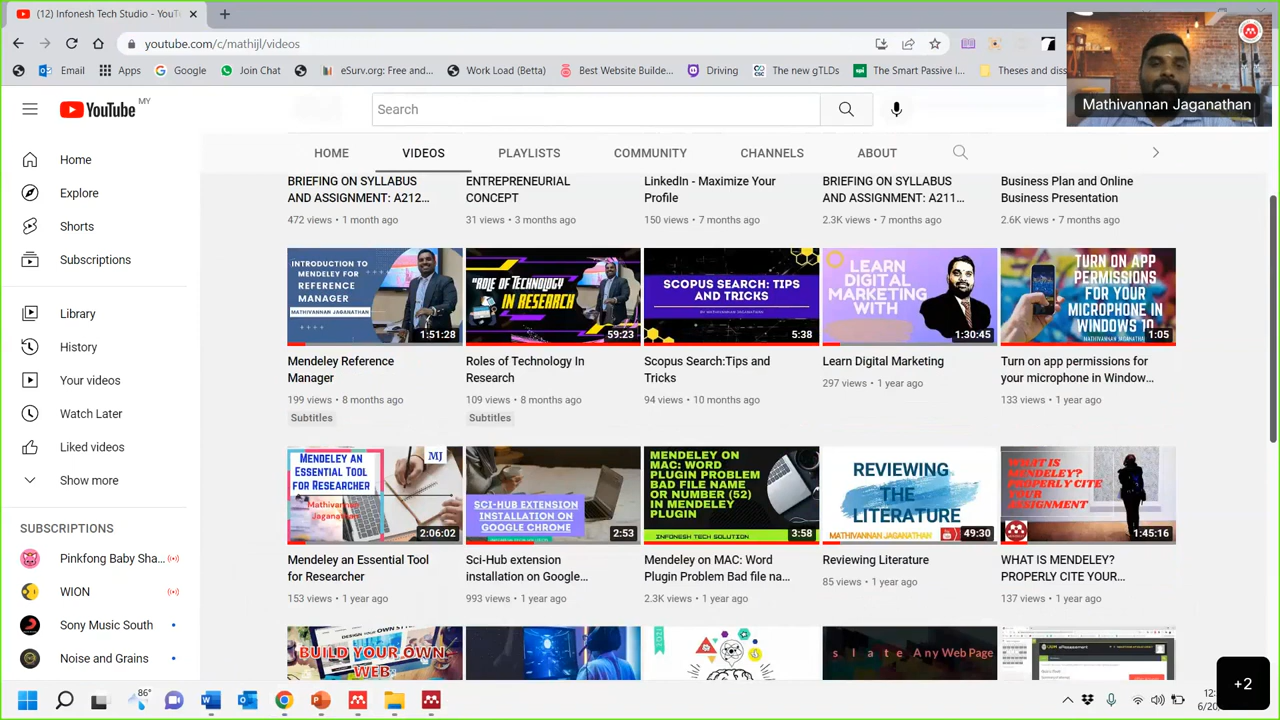 (12) Infonesh Tech Studio - YouT
youtube.com/c/mathijl/videos
Email
Apps
Google
Join Chat
iKursorg Free and...
Work Load (Betta)
Best Website Builde...
Driving
The new gTLDs
The Smart Passive I...
Theses and diss
Mathivannan Jaganathan
YouTube
MY
Search
Home
Explore
Shorts
Subscriptions
Library
History
Your videos
Watch Later
Liked videos
Show more
SUBSCRIPTIONS
Pinkfong Baby Sha...
WION
Sony Music South
Noise and Grains
HOME
VIDEOS
PLAYLISTS
COMMUNITY
CHANNELS
ABOUT
BRIEFING ON SYLLABUS
AND ASSIGNMENT: A212...
472 views • 1 month ago
ENTREPRENEURIAL
CONCEPT
31 views • 3 months ago
LinkedIn - Maximize Your
Profile
150 views • 7 months ago
BRIEFING ON SYLLABUS
AND ASSIGNMENT: A211...
2.3K views • 7 months ago
Business Plan and Online
Business Presentation
2.6K views • 7 months ago
INTRODUCTION TO
MENDELEY FOR
REFERENCE
MANAGER
MATHIVANNAN JAGANATHAN
1:51:28
Mendeley Reference
Manager
199 views • 8 months ago
Subtitles
"ROLE OF TECHNOLOGY
IN RESEARCH
59:23
Roles of Technology In
Research
109 views • 8 months ago
Subtitles
SCOPUS SEARCH: TIPS
AND TRICKS
BY MATHIVANNAN JAGANATHAN
5:38
Scopus Search:Tips and
Tricks
94 views • 10 months ago
LEARN
DIGITAL
MARKETING
WITH
1:30:45
Learn Digital Marketing
297 views • 1 year ago
TURN ON APP
PERMISSIONS
FOR YOUR
MICROPHONE IN
WINDOWS 10
MATHIVANNAN JAGANATHAN
1:05
Turn on app permissions for
your microphone in Window...
133 views • 1 year ago
MENDELEY AN
ESSENTIAL TOOL
FOR RESEARCHER
Mathivannan
Jaganathan
MJ
2:06:02
Mendeley an Essential Tool
for Researcher
153 views • 1 year ago
SCI-HUB EXTENSION
INSTALLATION ON
GOOGLE CHROME
2:53
Sci-Hub extension
installation on Google...
993 views • 1 year ago
MENDELEY ON
MAC: WORD
PLUGIN PROBLEM
BAD FILE NAME
OR NUMBER (52)
IN MENDELEY
PLUGIN
INFONESH TECH SOLUTION
3:58
Mendeley on MAC: Word
Plugin Problem Bad file na...
2.3K views • 1 year ago
REVIEWING
THE
LITERATURE
MATHIVANNAN JAGANATHAN
49:30
Reviewing Literature
85 views • 1 year ago
WHAT IS
MENDELEY?
PROPERLY CITE
YOUR
ASSIGNMENT
1:45:16
WHAT IS MENDELEY?
PROPERLY CITE YOUR...
137 views • 1 year ago
BUILD YOUR OWN
Any Web Page
86°
+2